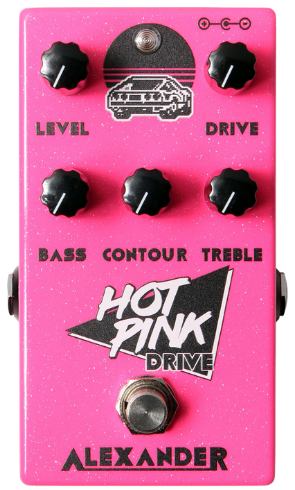 LEVEL DRIVE
BASS CONTOUR TREBLE
HOT
PINK
DRIVE
ALEXANDER